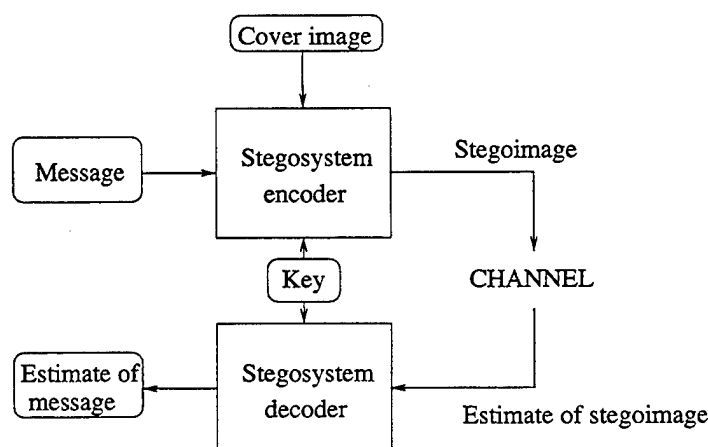 Cover image
Stegosystem
encoder
Stegoimage
Message
Key
CHANNEL
Estimate of
message
Stegosystem
decoder
Estimate of stegoimage